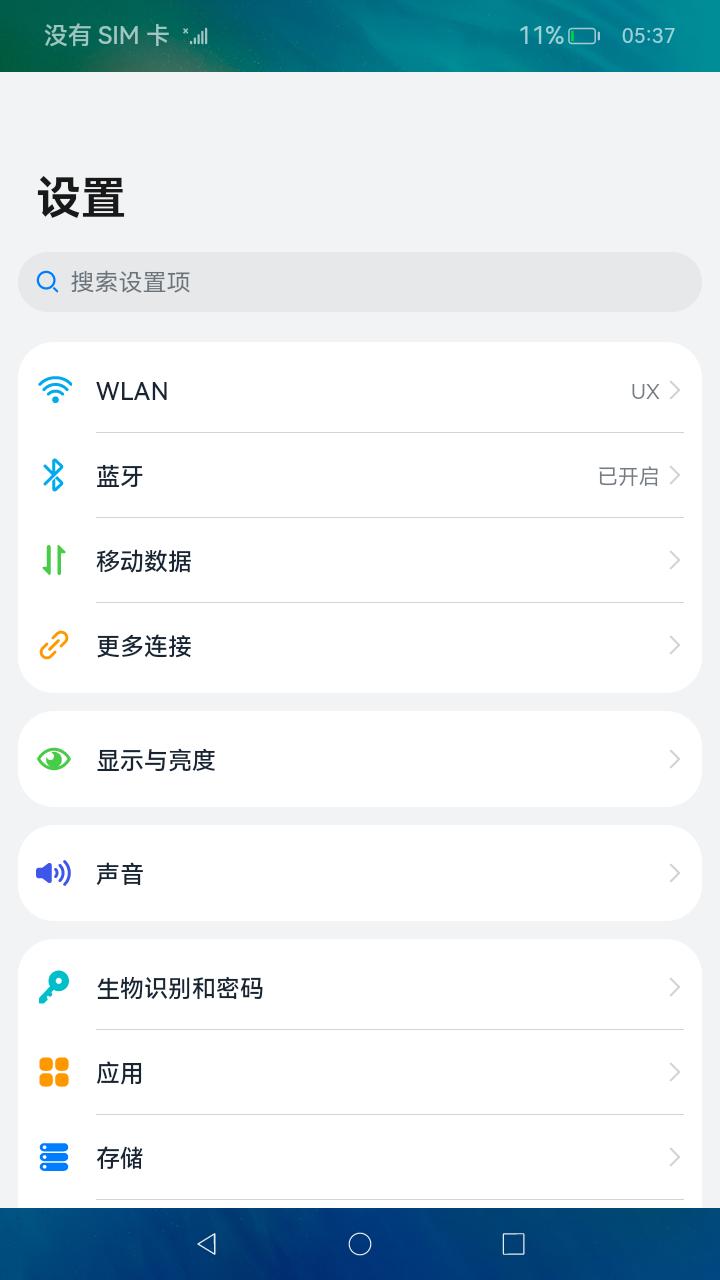 没有 SIM 卡 11% 05:37
设置
搜索设置项
WLAN UX
蓝牙 已开启
移动数据
更多连接
显示与亮度
声音
生物识别和密码
应用
存储